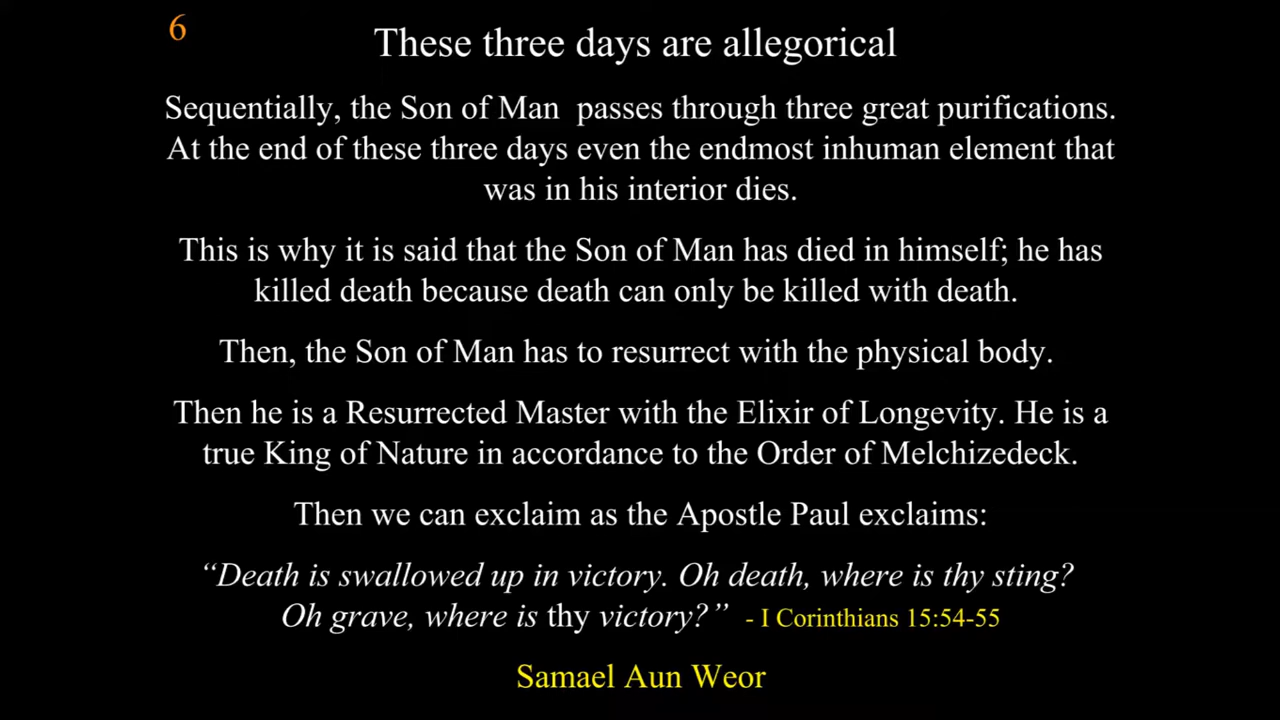 6
These three days are allegorical
Sequentially, the Son of Man passes through three great purifications.
At the end of these three days even the endmost inhuman element that
was in his interior dies.
This is why it is said that the Son of Man has died in himself; he has
killed death because death can only be killed with death.
Then, the Son of Man has to resurrect with the physical body.
Then he is a Resurrected Master with the Elixir of Longevity. He is a
true King of Nature in accordance to the Order of Melchizedeck.
Then we can exclaim as the Apostle Paul exclaims:
“Death is swallowed up in victory. Oh death, where is thy sting?
Oh grave, where is thy victory?” - I Corinthians 15:54-55
Samael Aun Weor